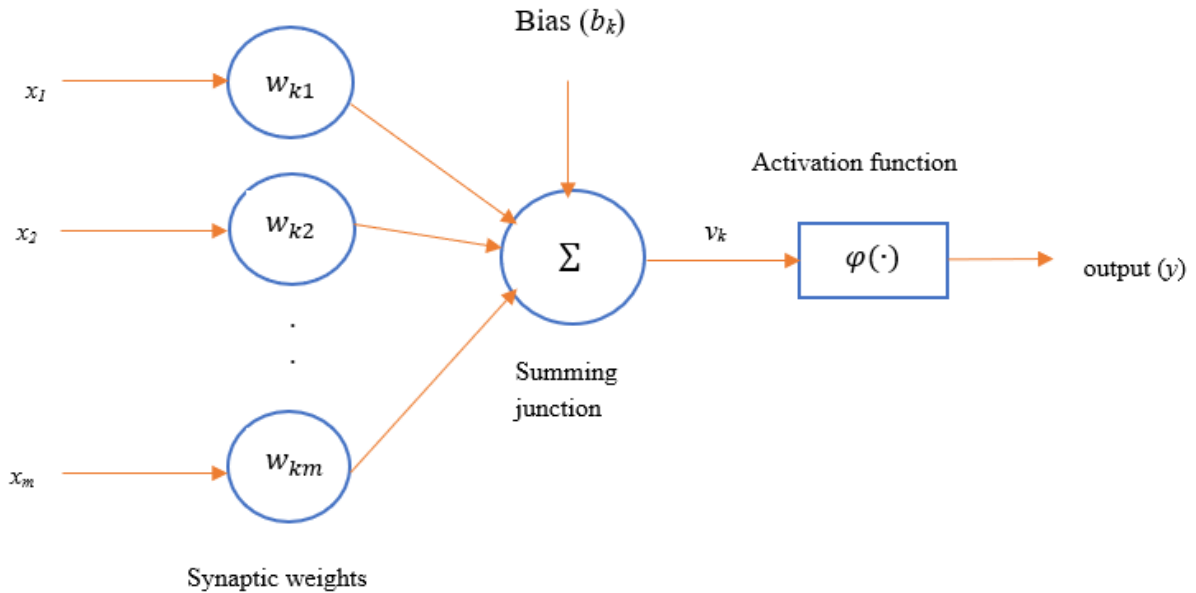 Bias (bₖ)
x₁
wₖ₁
Activation function
x₂
wₖ₂
Σ
vₖ
φ(·)
output (y)
.
.
Summing
junction
xₘ
wₖₘ
Synaptic weights